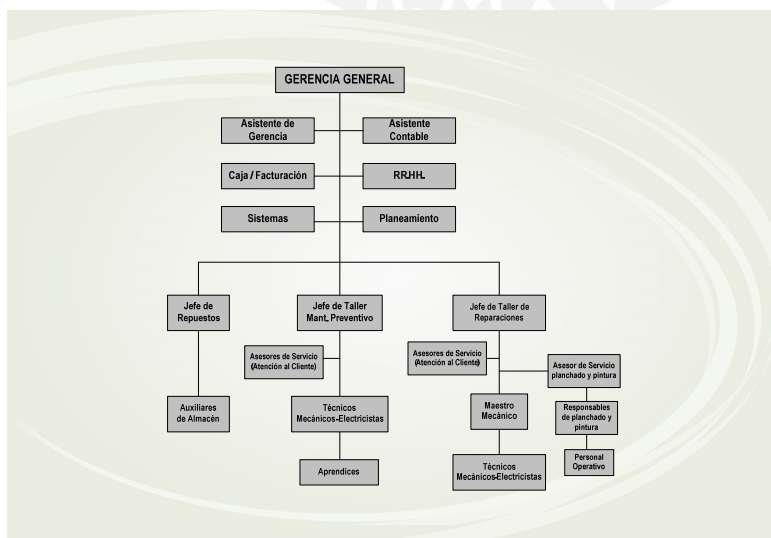 GERENCIA GENERAL
Asistente de
Gerencia
Asistente
Contable
Caja / Facturación
RR.HH.
Sistemas
Planeamiento
Jefe de
Repuestos
Jefe de Taller
Mant. Preventivo
Jefe de Taller de
Reparaciones
Asesores de Servicio
(Atención al Cliente)
Asesores de Servicio
(Atención al Cliente)
Asesor de Servicio
planchado y pintura
Auxiliares
de Almacén
Técnicos
Mecánicos-Electricistas
Maestro
Mecánico
Responsables
de planchado y
pintura
Aprendices
Técnicos
Mecánicos-Electricistas
Personal
Operativo